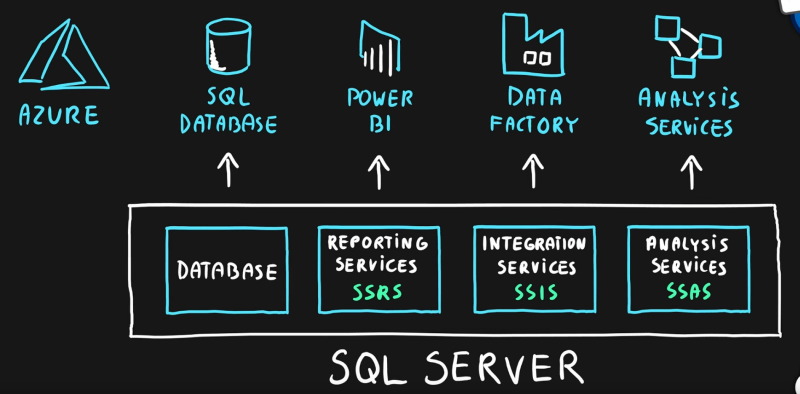 AZURE
SQL
DATABASE
POWER
BI
DATA
FACTORY
ANALYSIS
SERVICES
DATABASE
REPORTING
SERVICES
SSRS
INTEGRATION
SERVICES
SSIS
ANALYSIS
SERVICES
SSAS
SQL SERVER